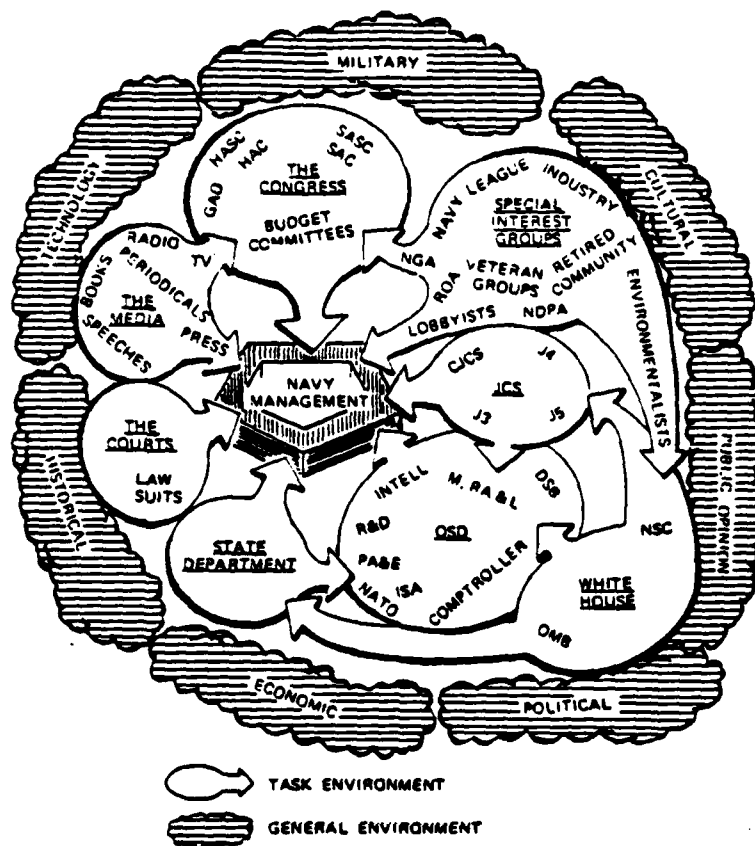 MILITARY
TECHNOLOGY
CULTURAL
HISTORICAL
PUBLIC OPINION
ECONOMIC
POLITICAL
GAO
HASC
HAC
SASC
SAC
THE
CONGRESS
BUDGET
COMMITTEES
NAVY LEAGUE INDUSTRY
SPECIAL
INTEREST
GROUPS
NGA
ROA
VETERAN
GROUPS
RETIRED
COMMUNITY
ENVIRONMENTALISTS
LOBBYISTS
NDPA
RADIO
TV
BOOKS
PERIODICALS
THE
MEDIA
PRESS
SPEECHES
NAVY
MANAGEMENT
CJCS
J4
JCS
J3
J5
THE
COURTS
LAW
SUITS
STATE
DEPARTMENT
INTELL
M, RA & L
DSB
R&D
OSD
PA&E
ISA
NATO
COMPTROLLER
NSC
WHITE
HOUSE
OMB
TASK ENVIRONMENT
GENERAL ENVIRONMENT